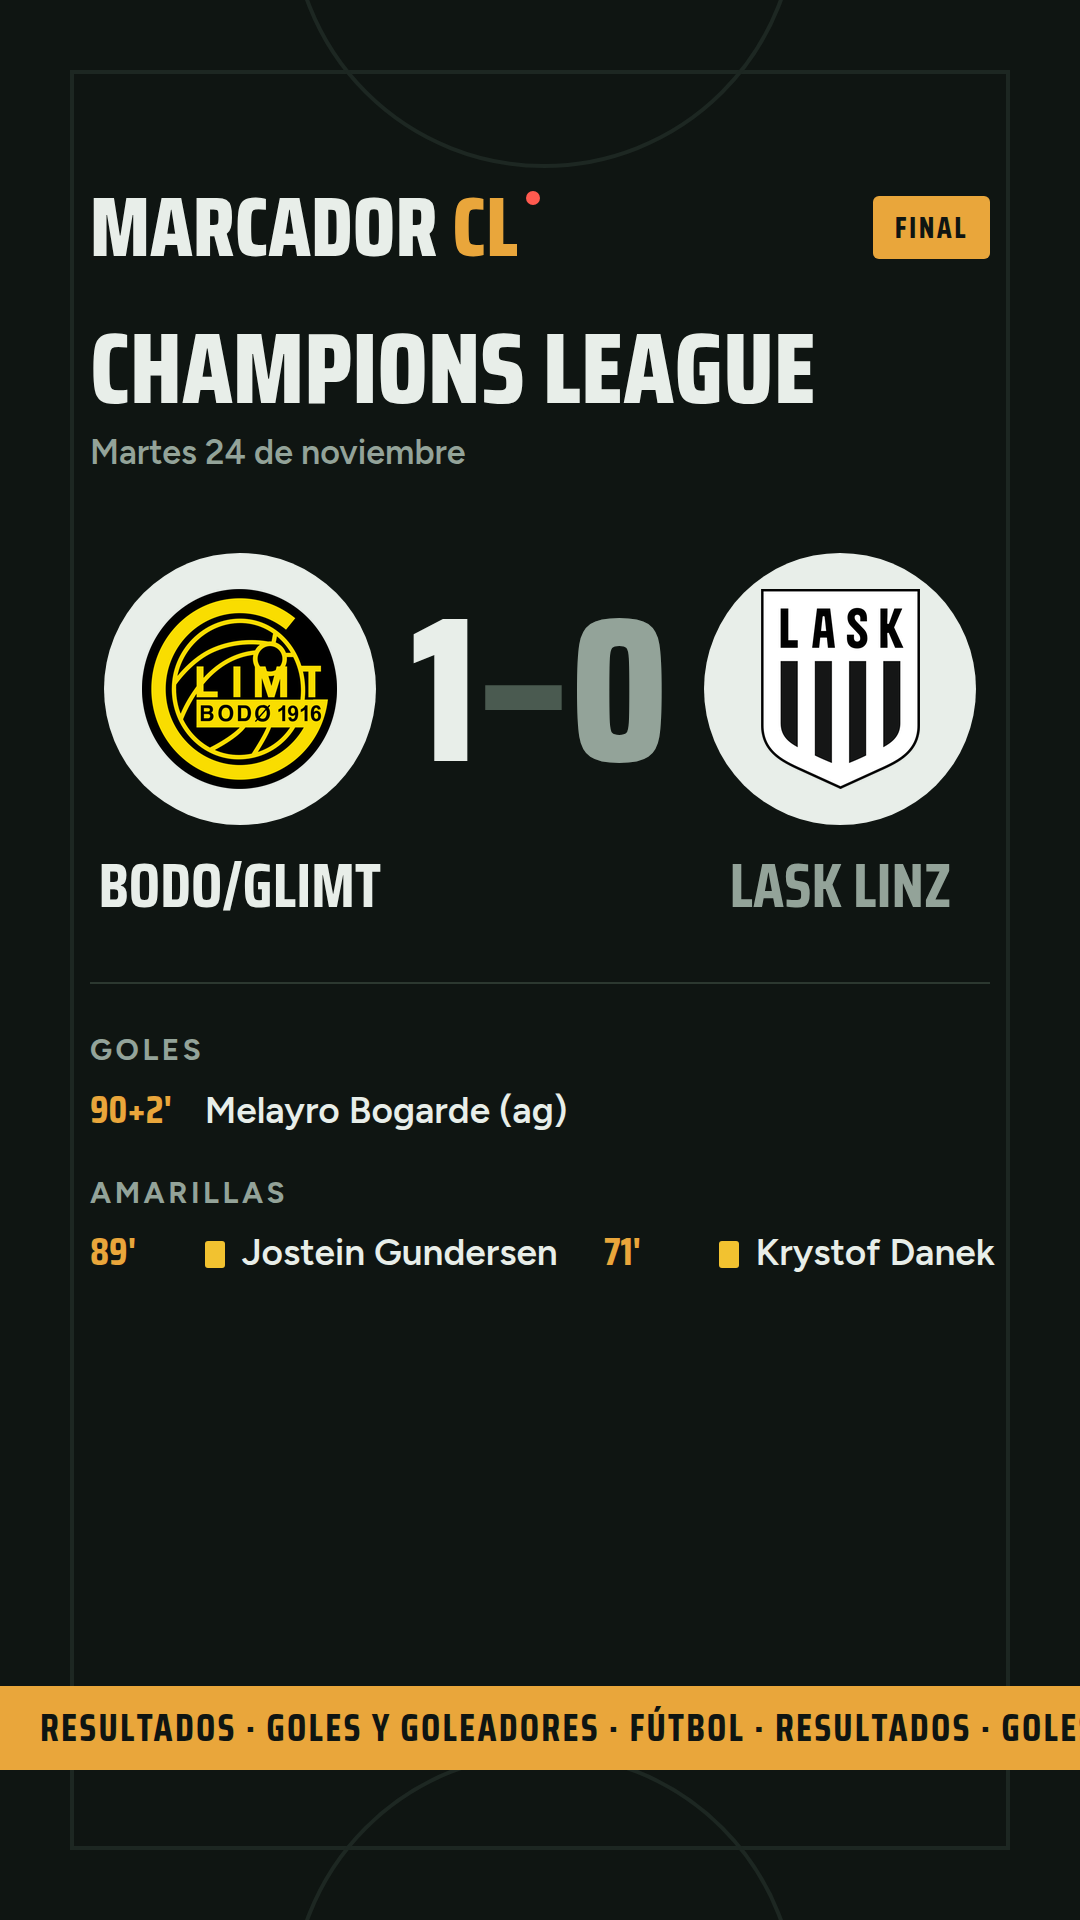 MARCADOR CL
FINAL
CHAMPIONS LEAGUE
Martes 24 de noviembre
LIMT
BODØ 1916
1–0
LASK
BODO/GLIMT
LASK LINZ
GOLES
90+2' Melayro Bogarde (ag)
AMARILLAS
89' Jostein Gundersen 71' Krystof Danek
RESULTADOS · GOLES Y GOLEADORES · FÚTBOL · RESULTADOS · GOLES